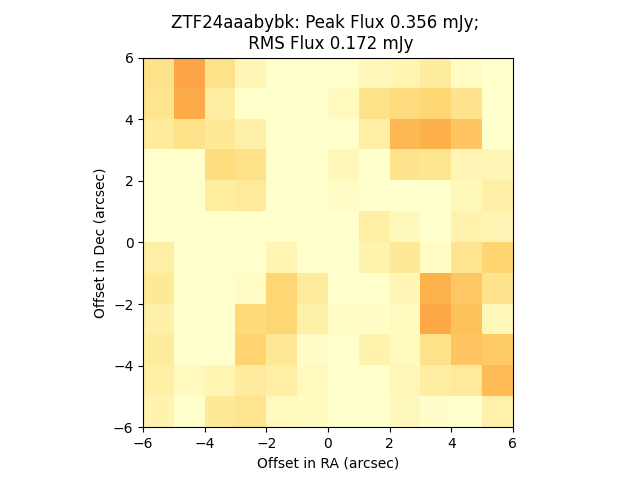 ZTF24aaabybk: Peak Flux 0.356 mJy;
RMS Flux 0.172 mJy
6
4
2
0
−2
−4
−6
Offset in Dec (arcsec)
−6 −4 −2 0 2 4 6
Offset in RA (arcsec)